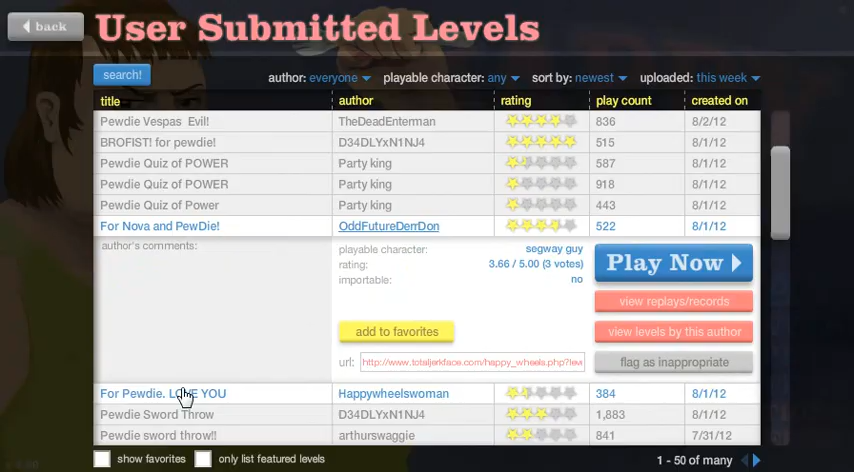 back
User Submitted Levels
search!
author: everyone playable character: any sort by: newest uploaded: this week
title author rating play count created on
Pewdie Vespas Evil! TheDeadEnterman 836 8/2/12
BROFIST! for pewdie! D34DLYxN1NJ4 515 8/1/12
Pewdie Quiz of POWER Party king 587 8/1/12
Pewdie Quiz of POWER Party king 918 8/1/12
Pewdie Quiz of Power Party king 443 8/1/12
For Nova and PewDie! OddFutureDerrDon 522 8/1/12
author's comments:
playable character: segway guy
rating: 3.66 / 5.00 (3 votes)
importable: no
Play Now
view replays/records
add to favorites
view levels by this author
url: http://www.totaljerkface.com/happy_wheels.php?lev
flag as inappropriate
For Pewdie. LOVE YOU Happywheelswoman 384 8/1/12
Pewdie Sword Throw D34DLYxN1NJ4 1,883 8/1/12
Pewdie sword throw!! arthurswaggie 841 7/31/12
show favorites only list featured levels 1 - 50 of many